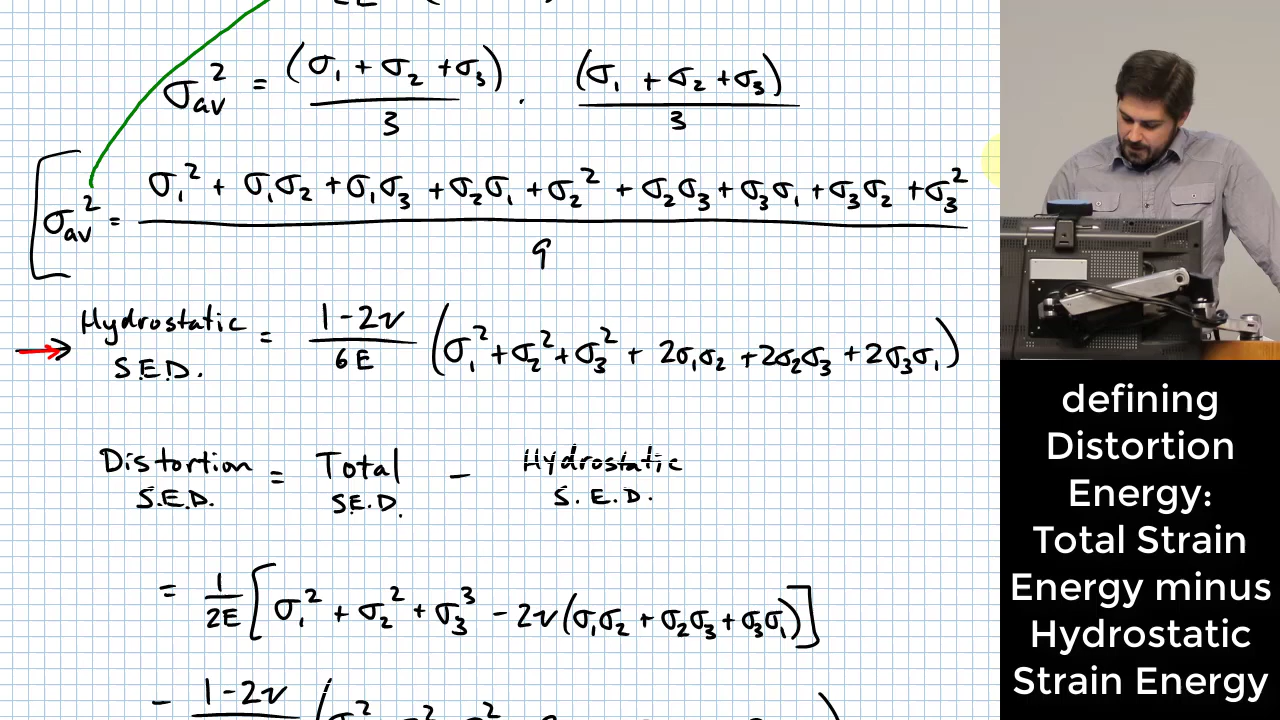 σav² = (σ₁ + σ₂ + σ₃)/3 · (σ₁ + σ₂ + σ₃)/3
σav² = (σ₁² + σ₁σ₂ + σ₁σ₃ + σ₂σ₁ + σ₂² + σ₂σ₃ + σ₃σ₁ + σ₃σ₂ + σ₃²)/9
Hydrostatic S.E.D. = (1-2ν)/6E (σ₁² + σ₂² + σ₃² + 2σ₁σ₂ + 2σ₂σ₃ + 2σ₃σ₁)
Distortion S.E.D. = Total S.E.D. - Hydrostatic S.E.D.
= 1/2E [σ₁² + σ₂² + σ₃³ - 2ν(σ₁σ₂ + σ₂σ₃ + σ₃σ₁)]
- 1-2ν
defining
Distortion
Energy:
Total Strain
Energy minus
Hydrostatic
Strain Energy